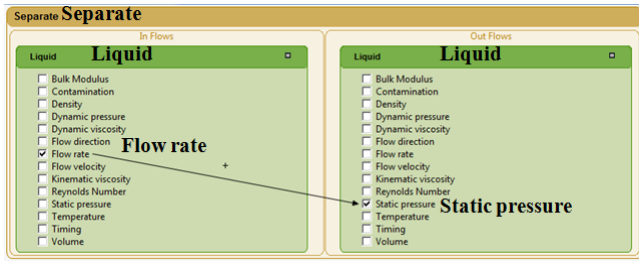 Separate Separate
In Flows
Liquid Liquid
Bulk Modulus
Contamination
Density
Dynamic pressure
Dynamic viscosity
Flow direction
Flow rate Flow rate
Flow velocity
Kinematic viscosity
Reynolds Number
Static pressure
Temperature
Timing
Volume
Out Flows
Liquid Liquid
Bulk Modulus
Contamination
Density
Dynamic pressure
Dynamic viscosity
Flow direction
Flow rate
Flow velocity
Kinematic viscosity
Reynolds Number
Static pressure Static pressure
Temperature
Timing
Volume